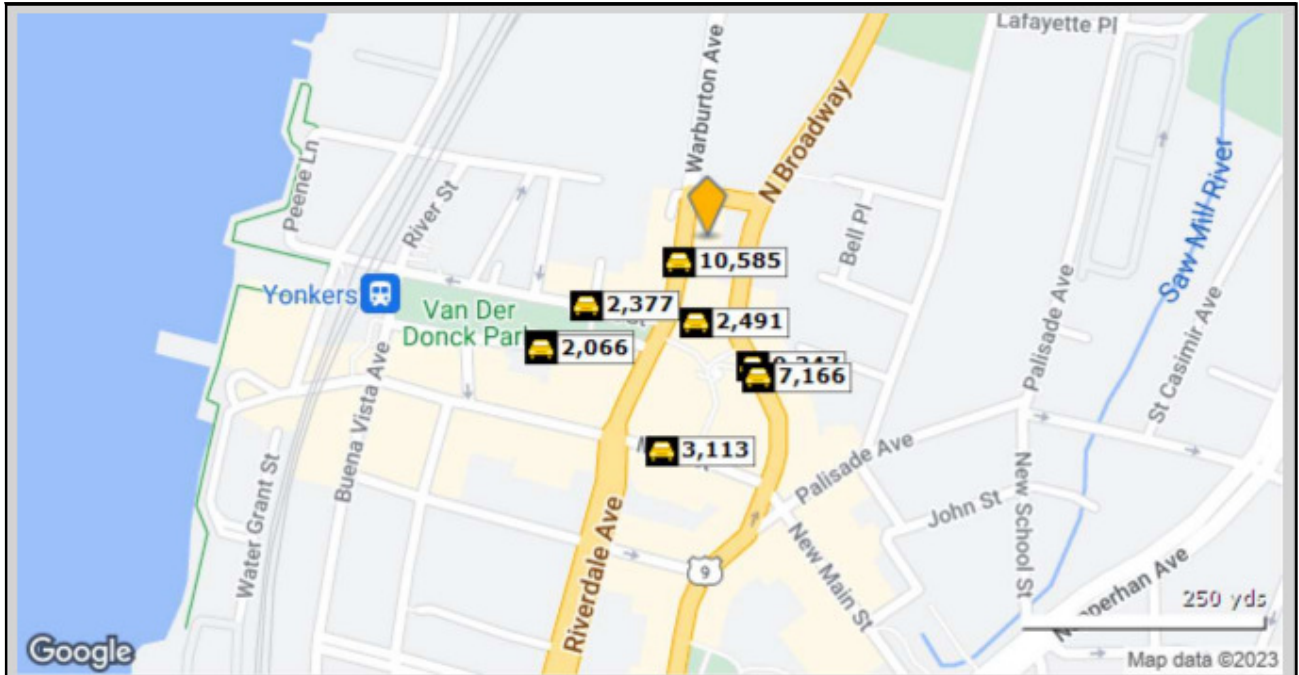 Lafayette Pl
Warburton Ave
N Broadway
Peene Ln
River St
Bell Pl
Saw Mill River
10,585
Yonkers
2,377
St
2,491
Van Der
Donck Park
2,066
7,166
Palisade Ave
St Casimir Ave
Buena Vista Ave
3,113
Palisade Ave
Water Grant St
Riverdale Ave
John St
New School St
New Main St
9
250 yds
Google
Map data ©2023